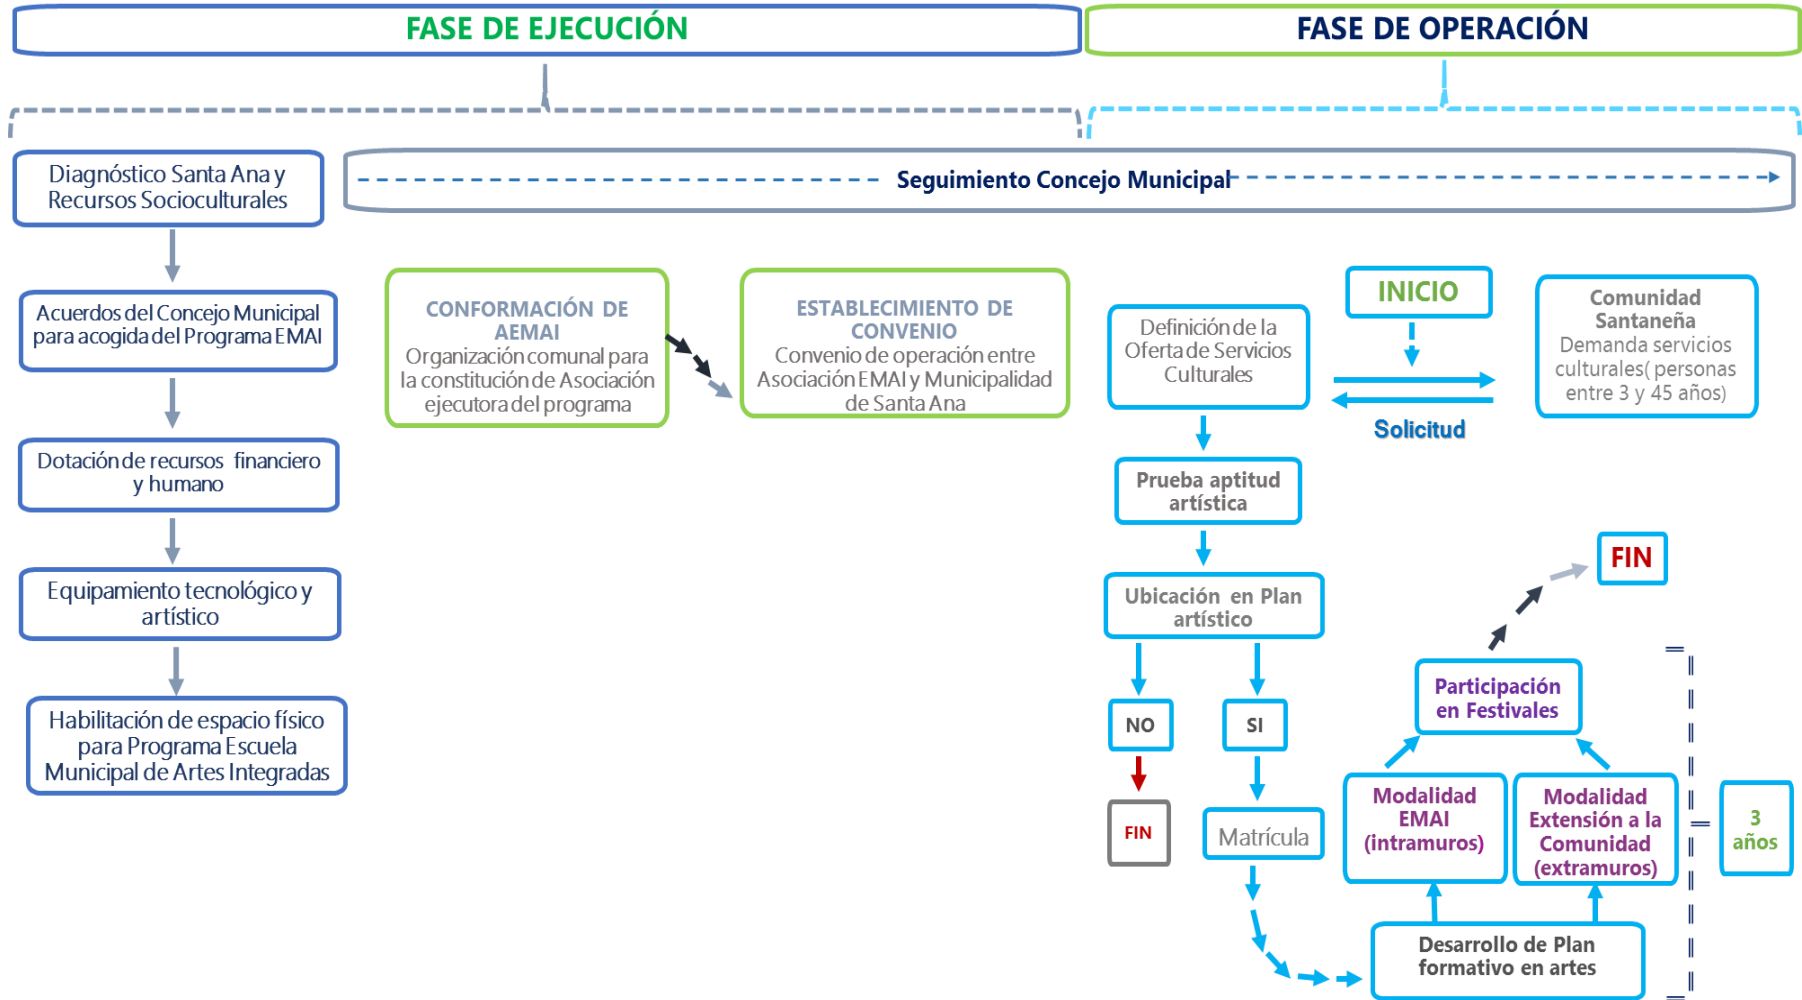 FASE DE EJECUCIÓN
FASE DE OPERACIÓN
Diagnóstico Santa Ana y
Recursos Socioculturales
Seguimiento Concejo Municipal
Acuerdos del Concejo Municipal
para acogida del Programa EMAI
Dotación de recursos financiero
y humano
Equipamiento tecnológico y
artístico
Habilitación de espacio físico
para Programa Escuela
Municipal de Artes Integradas
CONFORMACIÓN DE
AEMAI
Organización comunal para
la constitución de Asociación
ejecutora del programa
ESTABLECIMIENTO DE
CONVENIO
Convenio de operación entre
Asociación EMAI y Municipalidad
de Santa Ana
Definición de la
Oferta de Servicios
Culturales
INICIO
Solicitud
Comunidad
Santaneña
Demanda servicios
culturales( personas
entre 3 y 45 años)
Prueba aptitud
artística
Ubicación en Plan
artístico
NO
SI
FIN
Matrícula
Desarrollo de Plan
formativo en artes
Modalidad
EMAI
(intramuros)
Modalidad
Extensión a la
Comunidad
(extramuros)
Participación
en Festivales
FIN
3
años